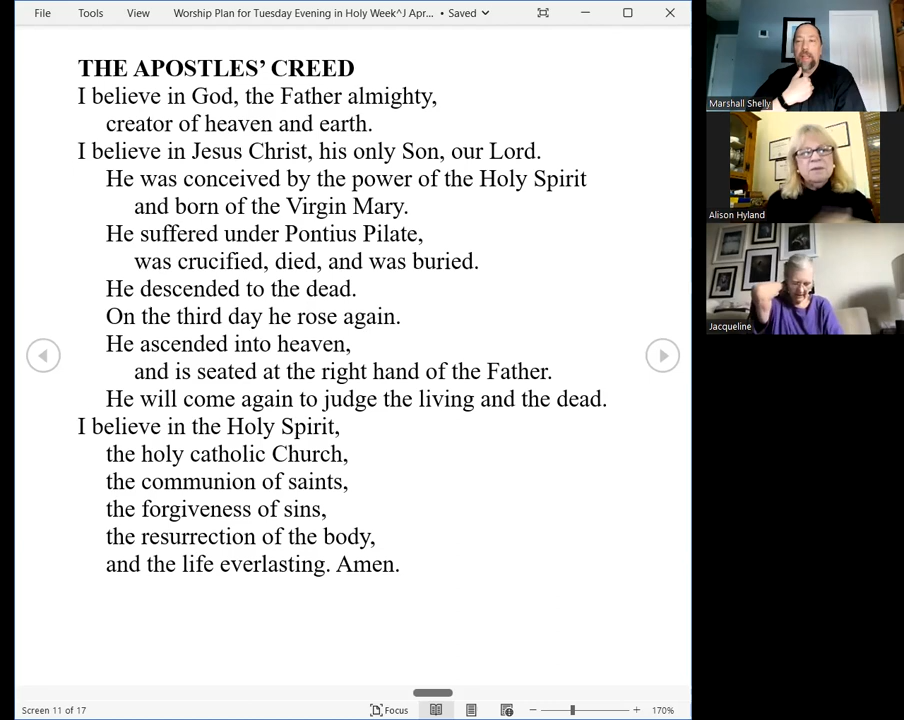 File Tools View Worship Plan for Tuesday Evening in Holy Week^J Apr... • Saved
THE APOSTLES’ CREED
I believe in God, the Father almighty,
creator of heaven and earth.
I believe in Jesus Christ, his only Son, our Lord.
He was conceived by the power of the Holy Spirit
and born of the Virgin Mary.
He suffered under Pontius Pilate,
was crucified, died, and was buried.
He descended to the dead.
On the third day he rose again.
He ascended into heaven,
and is seated at the right hand of the Father.
He will come again to judge the living and the dead.
I believe in the Holy Spirit,
the holy catholic Church,
the communion of saints,
the forgiveness of sins,
the resurrection of the body,
and the life everlasting. Amen.
Screen 11 of 17 Focus 170%
Marshall Shelly
Alison Hyland
Jacqueline